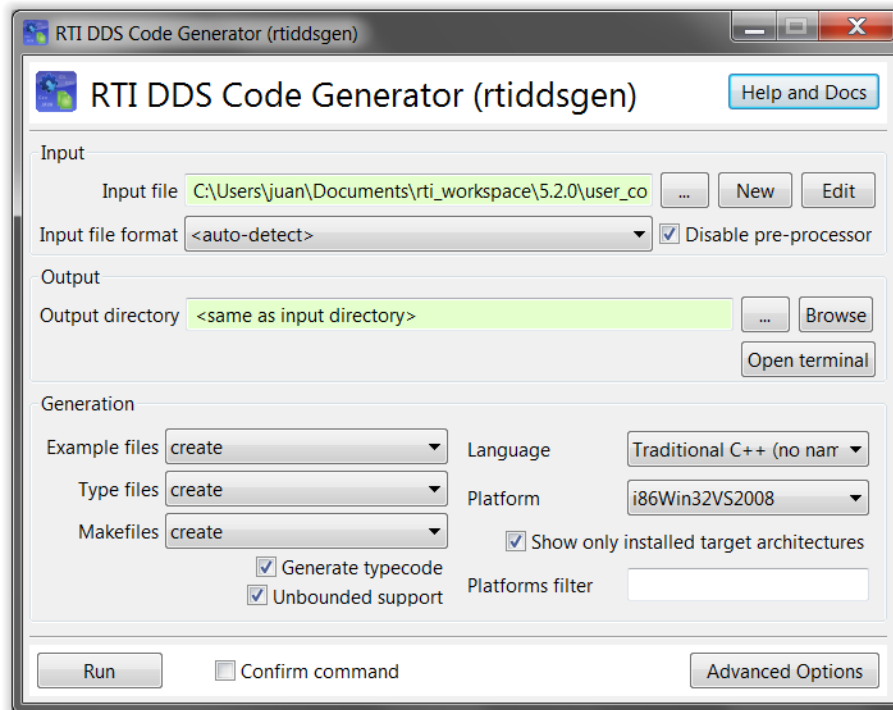 RTI DDS Code Generator (rtiddsgen)
RTI DDS Code Generator (rtiddsgen)
Help and Docs
Input
Input file C:\Users\juan\Documents\rti_workspace\5.2.0\user_co ... New Edit
Input file format <auto-detect> Disable pre-processor
Output
Output directory <same as input directory> ... Browse
Open terminal
Generation
Example files create
Type files create
Makefiles create
Generate typecode
Unbounded support
Language Traditional C++ (no nam
Platform i86Win32VS2008
Show only installed target architectures
Platforms filter
Run Confirm command Advanced Options